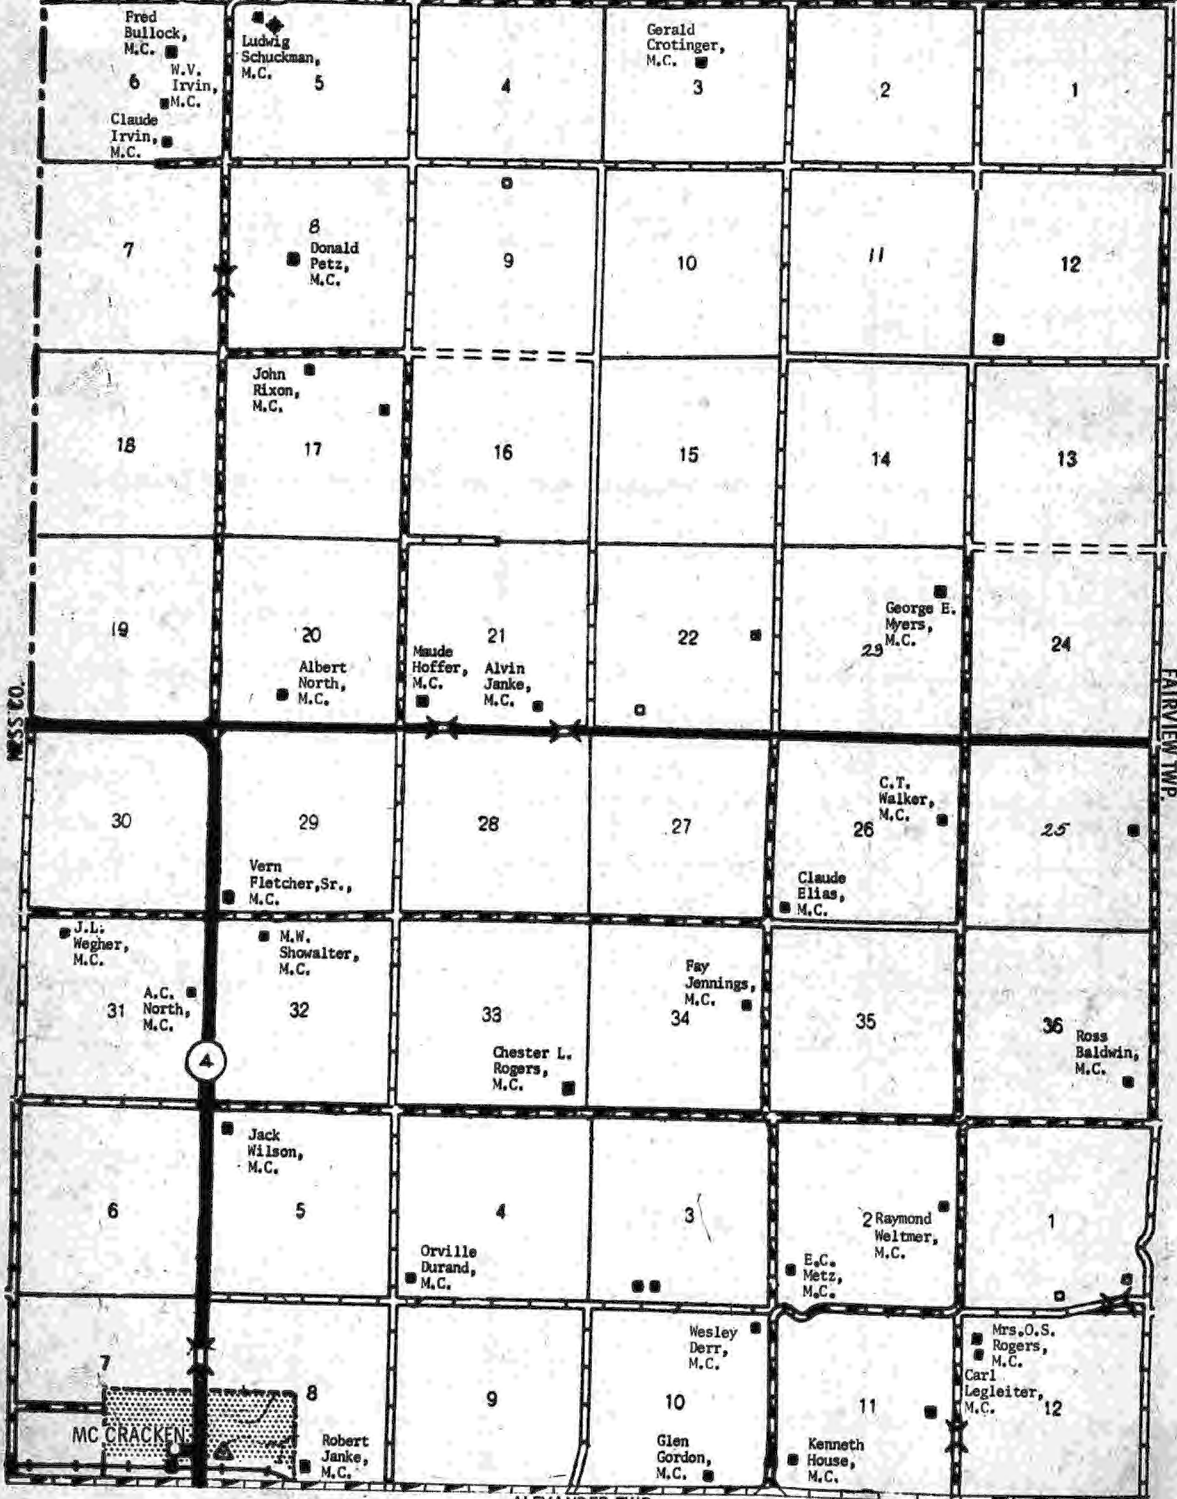 Fred
Bullock,
M.C.
6
W.V.
Irvin,
M.C.
Claude
Irvin,
M.C.
Ludwig
Schuckman,
M.C.
5
4
Gerald
Crotinger,
M.C.
3
2
1
7
8
Donald
Petz,
M.C.
9
10
11
12
18
John
Rixon,
M.C.
17
16
15
14
13
19
20
Albert
North,
M.C.
21
Maude
Hoffer,
M.C.
Alvin
Janke,
M.C.
22
George E.
Myers,
M.C.
23
24
FAIRVIEW TWP.
30
29
Vern
Fletcher,Sr.,
M.C.
28
27
C.T.
Walker,
M.C.
26
Claude
Elias,
M.C.
25
J.L.
Wegher,
M.C.
31
A.C.
North,
M.C.
4
M.W.
Showalter,
M.C.
32
33
Chester L.
Rogers,
M.C.
Fay
Jennings,
M.C.
34
35
36
Ross
Baldwin,
M.C.
6
Jack
Wilson,
M.C.
5
4
Orville
Durand,
M.C.
3
2
Raymond
Weltmer,
M.C.
E.C.
Metz,
M.C.
1
7
MC CRACKEN
8
Robert
Janke,
M.C.
9
Wesley
Derr,
M.C.
10
Glen
Gordon,
M.C.
11
Kenneth
House,
M.C.
Mrs.O.S.
Rogers,
M.C.
Carl
Legleiter,
M.C.
12